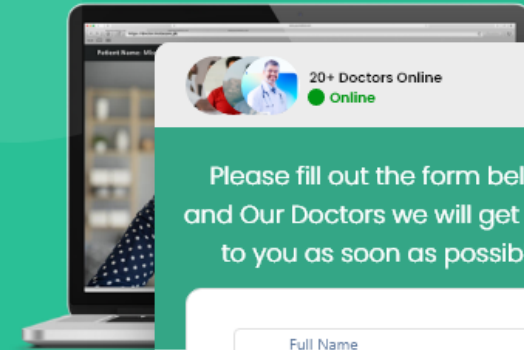 Patient Name:
20+ Doctors Online
Online
Please fill out the form bel
and Our Doctors we will get
to you as soon as possib
Full Name